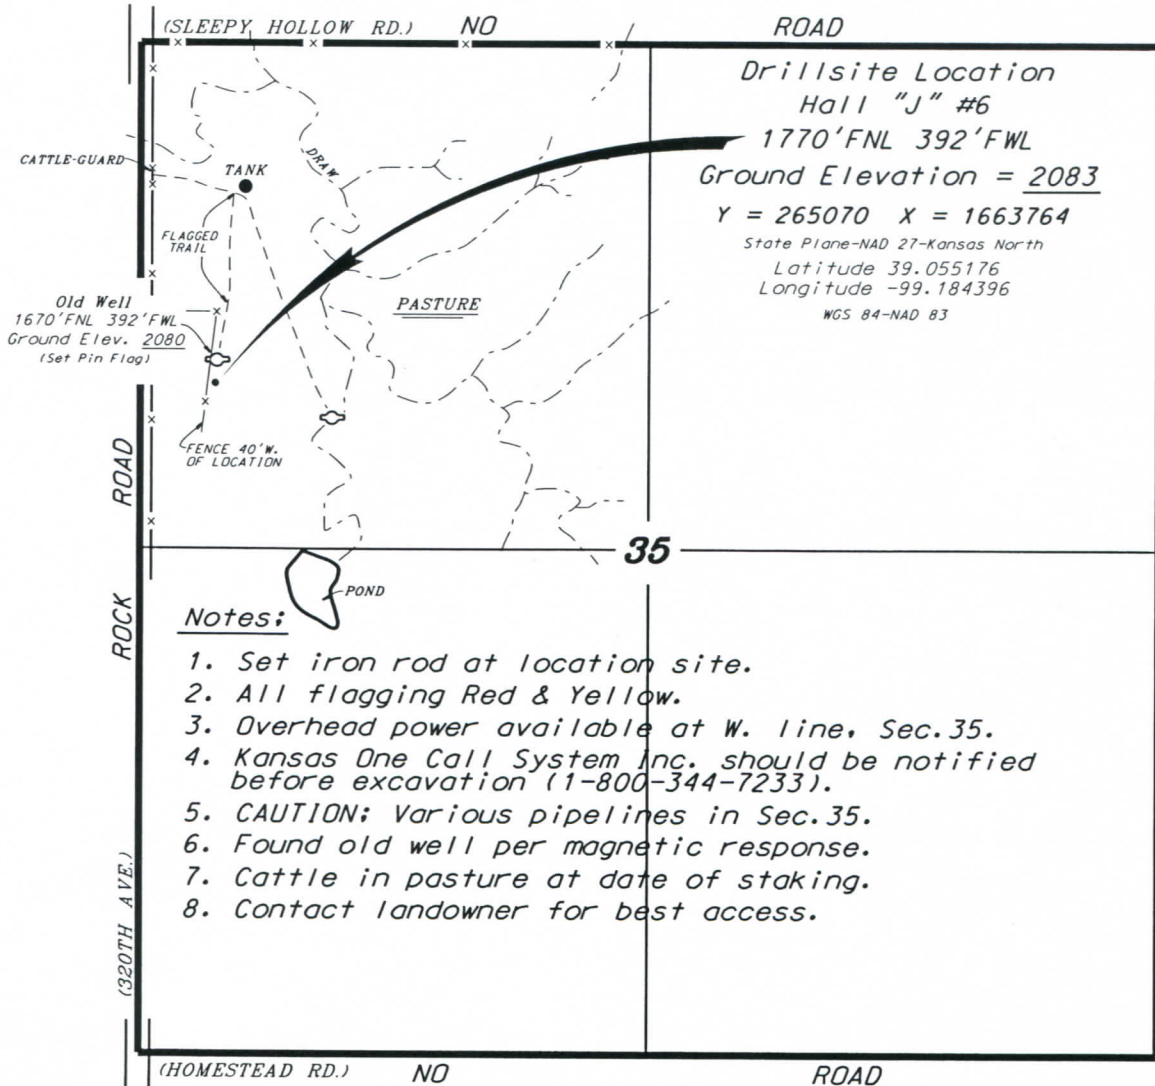 (SLEEPY HOLLOW RD.) NO ROAD
Drillsite Location
Hall "J" #6
1770'FNL 392'FWL
Ground Elevation = 2083
Y = 265070 X = 1663764
State Plane-NAD 27-Kansas North
Latitude 39.055176
Longitude -99.184396
WGS 84-NAD 83
CATTLE-GUARD
TANK
DRAW
FLAGGED
TRAIL
PASTURE
Old Well
1670'FNL 392'FWL
Ground Elev. 2080
(Set Pin Flag)
FENCE 40'W.
OF LOCATION
ROCK ROAD
(320TH AVE.)
35
POND
Notes:
1. Set iron rod at location site.
2. All flagging Red & Yellow.
3. Overhead power available at W. line, Sec.35.
4. Kansas One Call System Inc. should be notified
before excavation (1-800-344-7233).
5. CAUTION: Various pipelines in Sec.35.
6. Found old well per magnetic response.
7. Cattle in pasture at date of staking.
8. Contact landowner for best access.
(HOMESTEAD RD.) NO ROAD